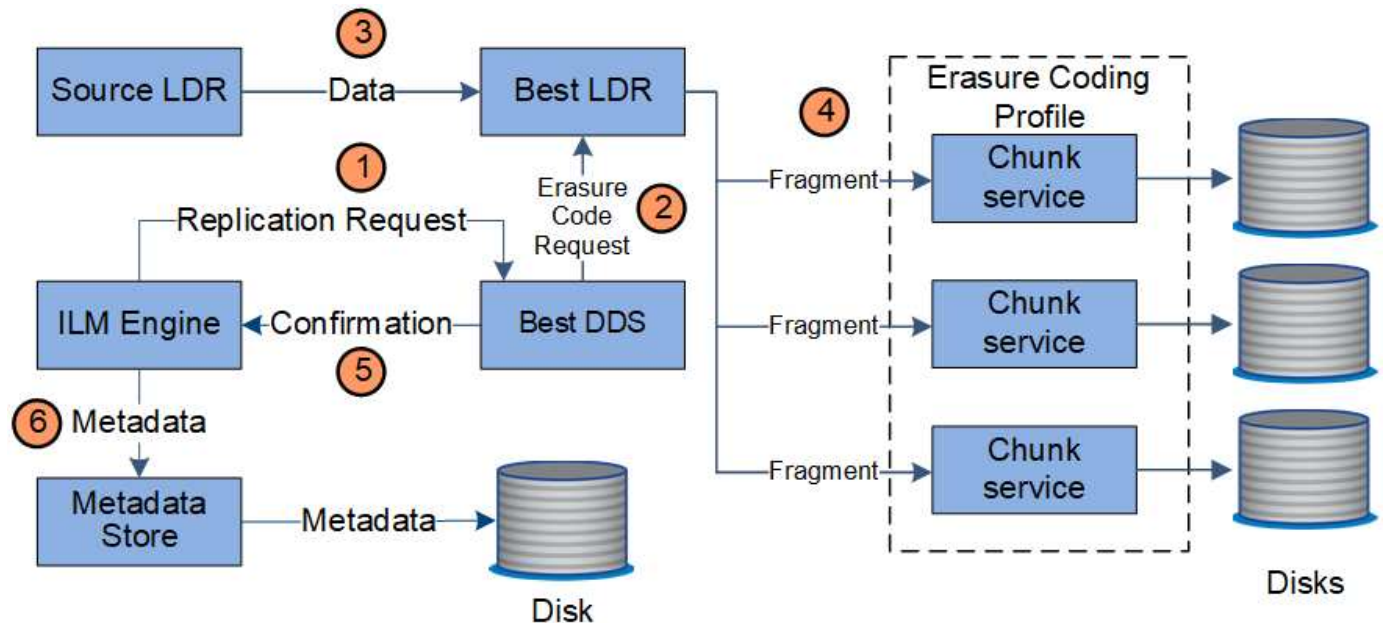 3
Source LDR
Data
Best LDR
Erasure Coding
Profile
4
Chunk
service
Fragment
1
Replication Request
Erasure
Code
Request
2
ILM Engine
Confirmation
Best DDS
5
Fragment
Chunk
service
6
Metadata
Metadata
Store
Metadata
Disk
Fragment
Chunk
service
Disks